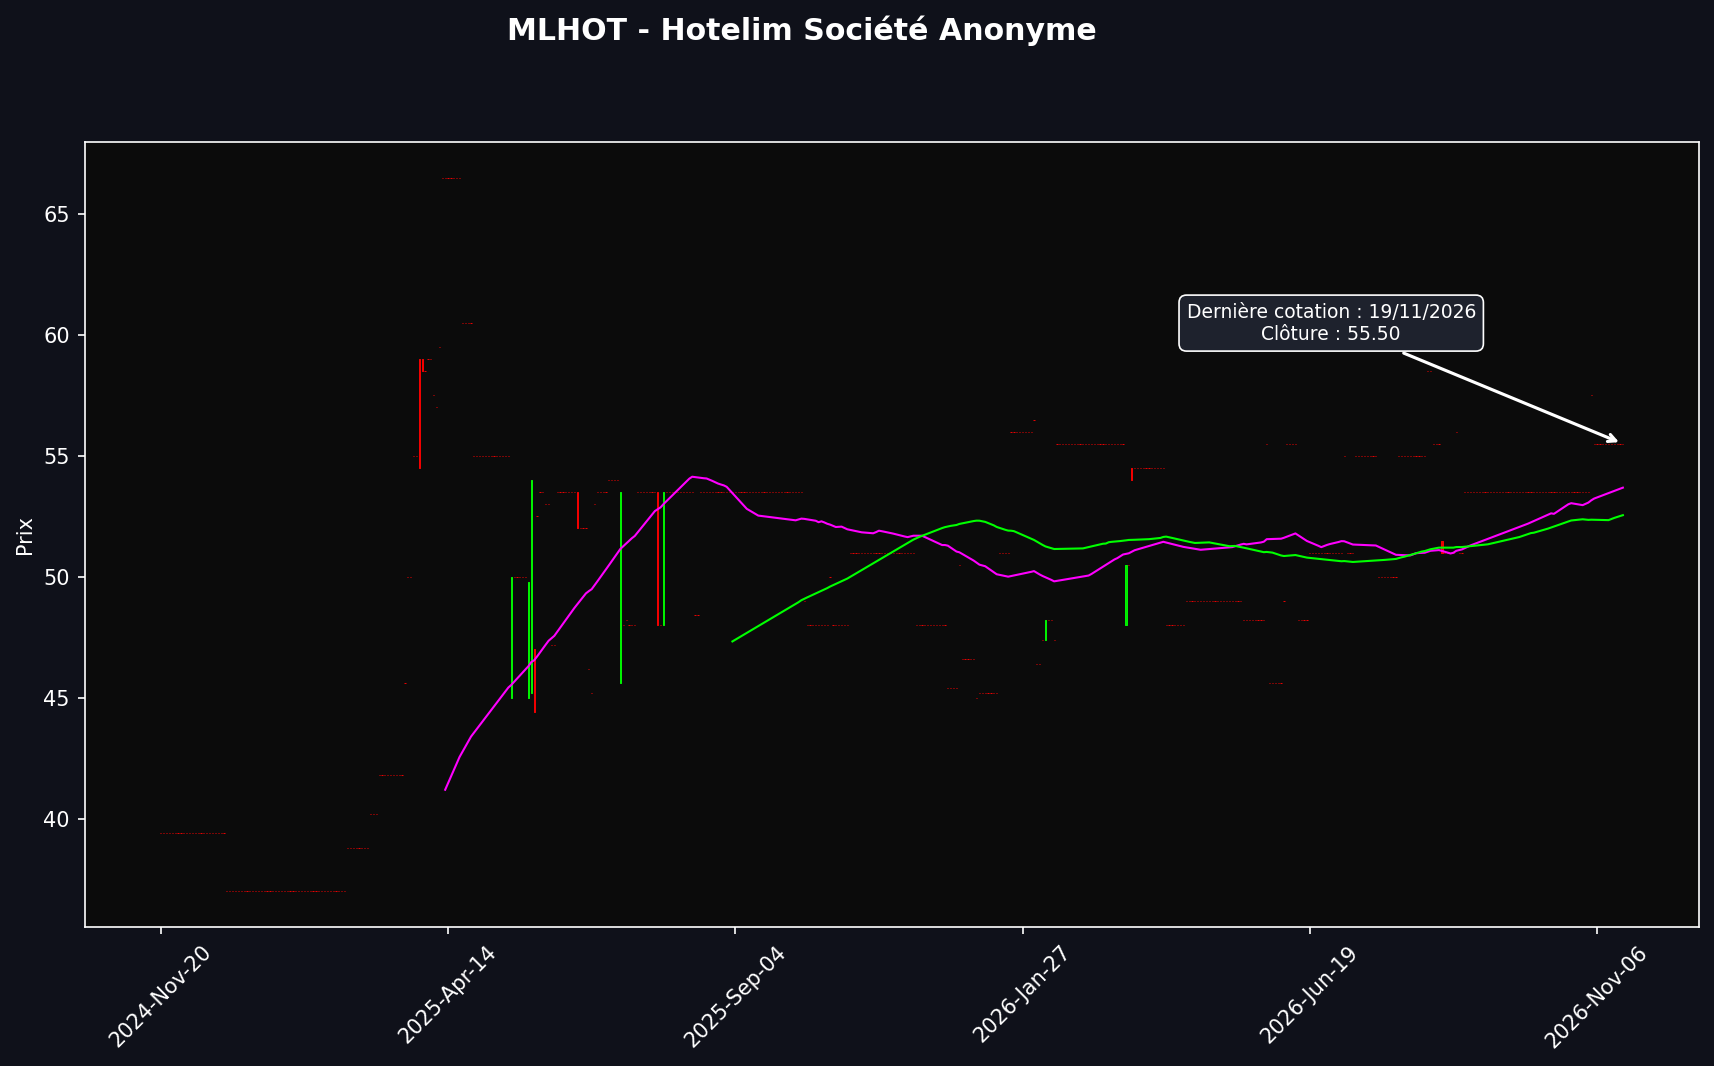 MLHOT - Hotelim Société Anonyme
Dernière cotation : 19/11/2026
Clôture : 55.50
Prix
65
60
55
50
45
40
2024-Nov-20
2025-Apr-14
2025-Sep-04
2026-Jan-27
2026-Jun-19
2026-Nov-06